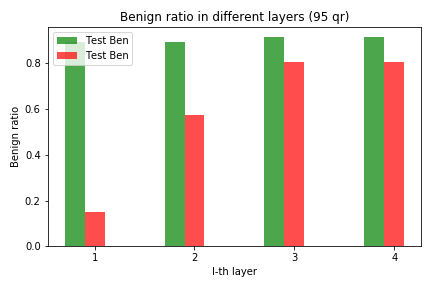 Benign ratio in different layers (95 qr)
Test Ben
Test Ben
Benign ratio
0.8
0.6
0.4
0.2
0.0
1 2 3 4
l-th layer